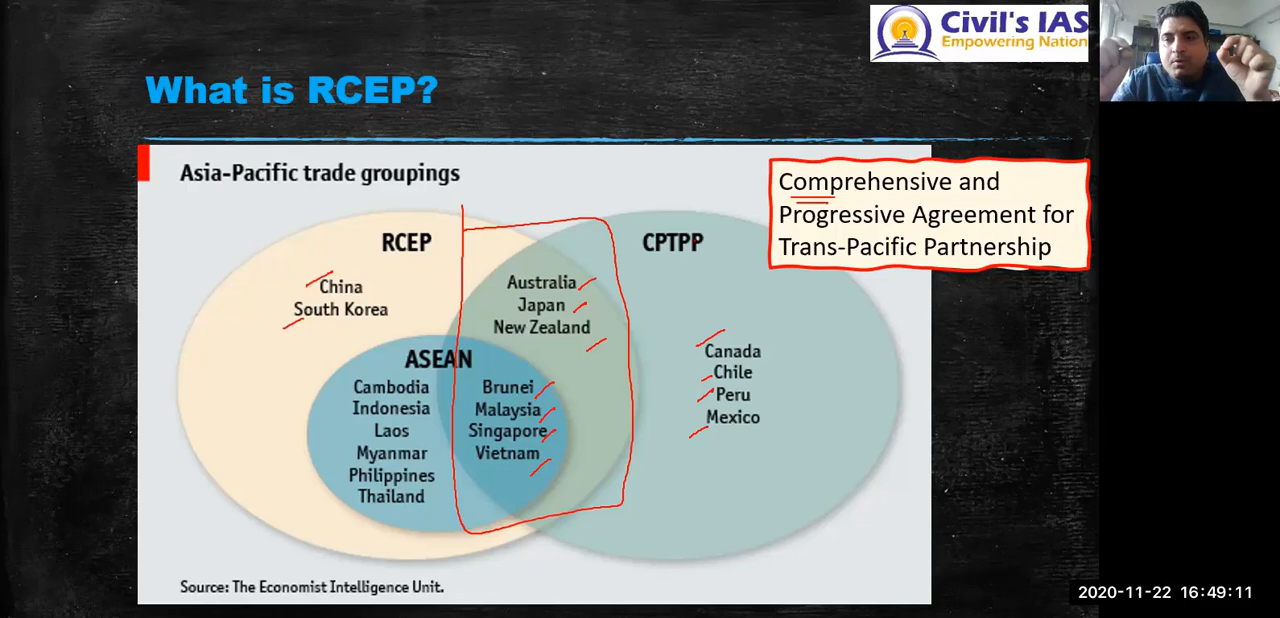 Civil's IAS
Empowering Nation
What is RCEP?
Asia-Pacific trade groupings
Comprehensive and
Progressive Agreement for
Trans-Pacific Partnership
RCEP
CPTPP
China
South Korea
Australia
Japan
New Zealand
ASEAN
Cambodia
Indonesia
Laos
Myanmar
Philippines
Thailand
Brunei
Malaysia
Singapore
Vietnam
Canada
Chile
Peru
Mexico
Source: The Economist Intelligence Unit.
2020-11-22 16:49:11